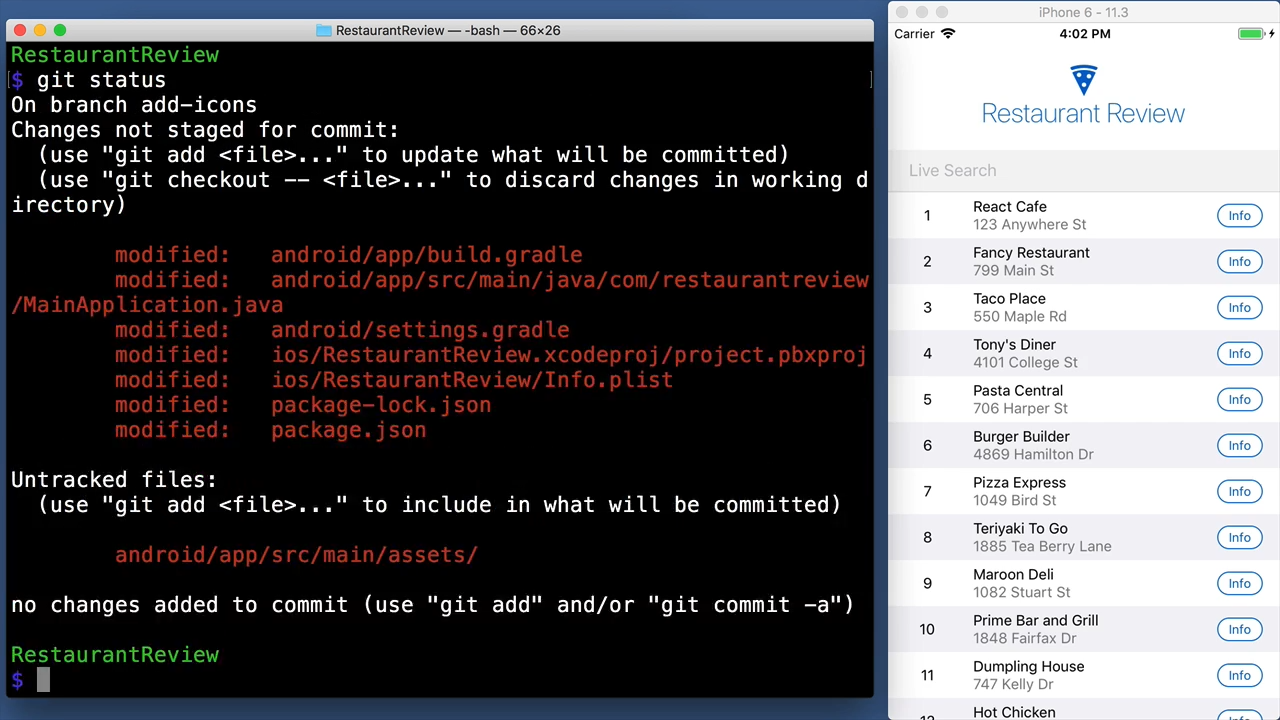 RestaurantReview — -bash — 66×26
RestaurantReview
$ git status
On branch add-icons
Changes not staged for commit:
  (use "git add <file>..." to update what will be committed)
  (use "git checkout -- <file>..." to discard changes in working d
irectory)
        modified:   android/app/build.gradle
        modified:   android/app/src/main/java/com/restaurantreview
/MainApplication.java
        modified:   android/settings.gradle
        modified:   ios/RestaurantReview.xcodeproj/project.pbxproj
        modified:   ios/RestaurantReview/Info.plist
        modified:   package-lock.json
        modified:   package.json
Untracked files:
  (use "git add <file>..." to include in what will be committed)
        android/app/src/main/assets/
no changes added to commit (use "git add" and/or "git commit -a")
RestaurantReview
$
iPhone 6 - 11.3
Carrier 4:02 PM
Restaurant Review
Live Search
1 React Cafe Info
123 Anywhere St
2 Fancy Restaurant Info
799 Main St
3 Taco Place Info
550 Maple Rd
4 Tony's Diner Info
4101 College St
5 Pasta Central Info
706 Harper St
6 Burger Builder Info
4869 Hamilton Dr
7 Pizza Express Info
1049 Bird St
8 Teriyaki To Go Info
1885 Tea Berry Lane
9 Maroon Deli Info
1082 Stuart St
10 Prime Bar and Grill Info
1848 Fairfax Dr
11 Dumpling House Info
747 Kelly Dr
Hot Chicken